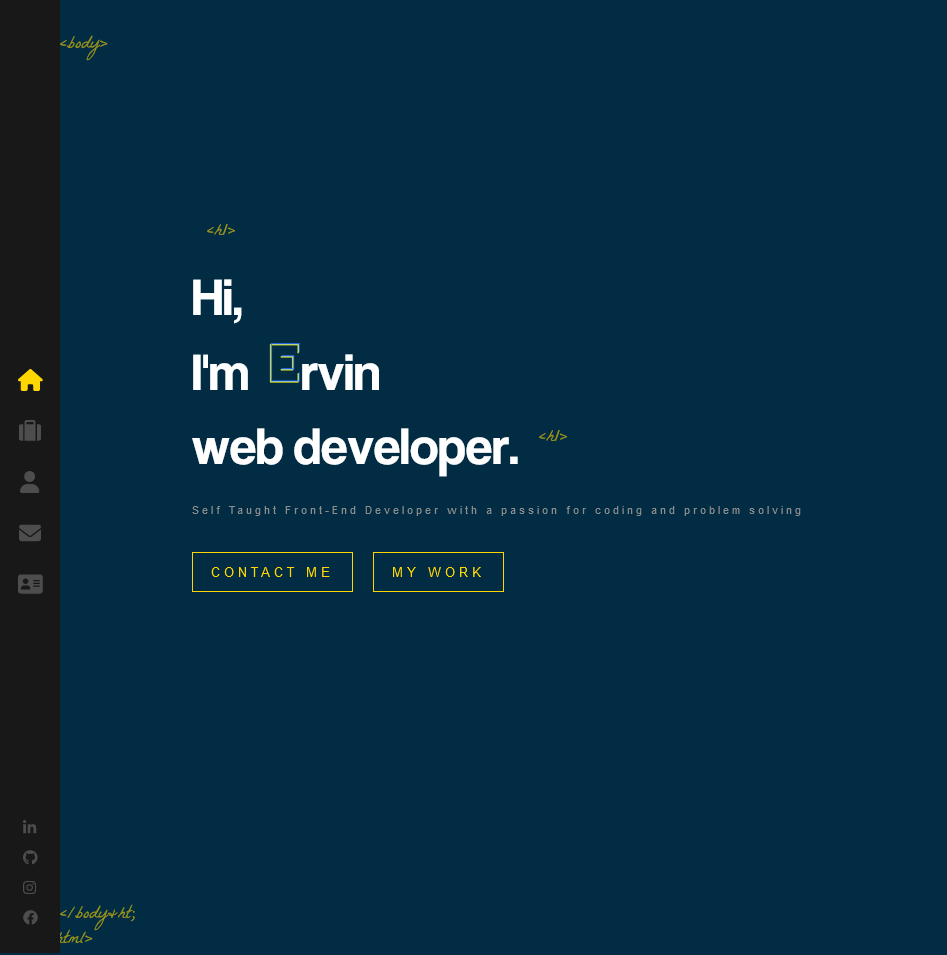 <body>
<h1>
Hi,
I'm Ervin
web developer.
<h1>
Self Taught Front-End Developer with a passion for coding and problem solving
CONTACT ME
MY WORK
</body&ht;
html>